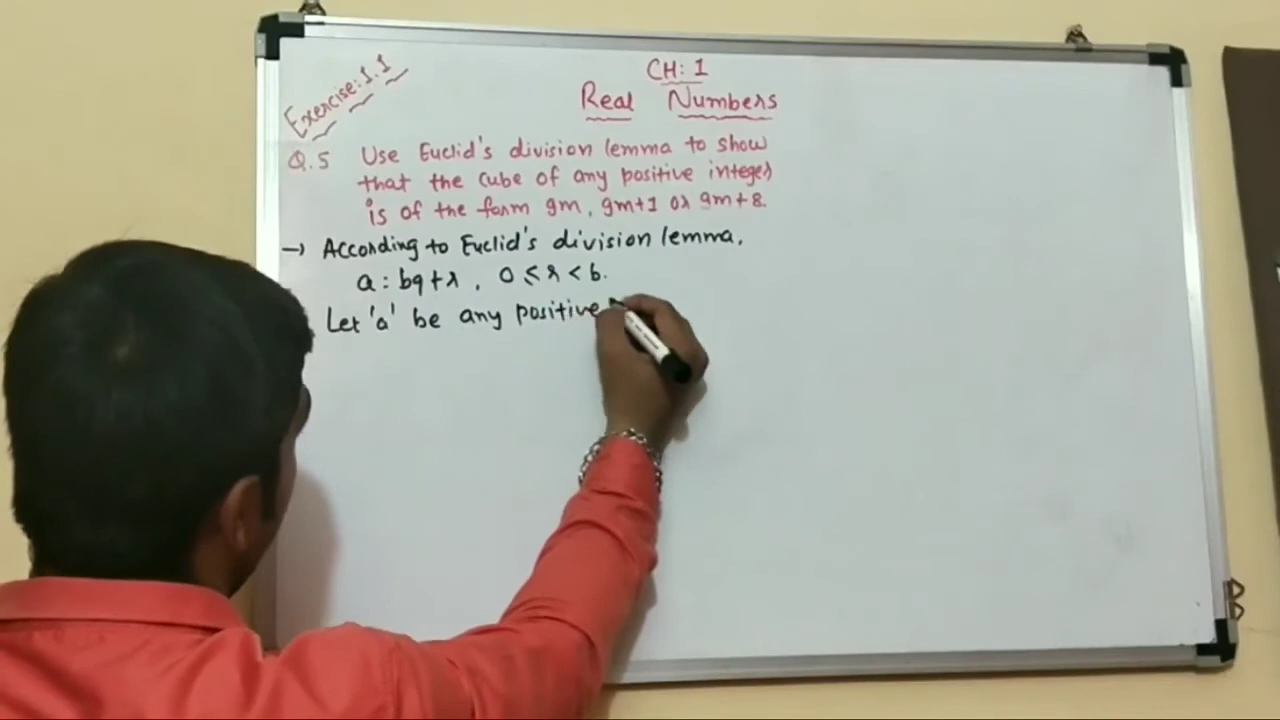 Exercise: 1.1
CH: 1
Real Numbers
Q.5 Use Euclid's division lemma to show
that the cube of any positive integer
is of the form 9m, 9m+1 or 9m+8.
→ According to Euclid's division lemma,
a = bq+r, 0 ≤ r < b.
Let 'a' be any positive